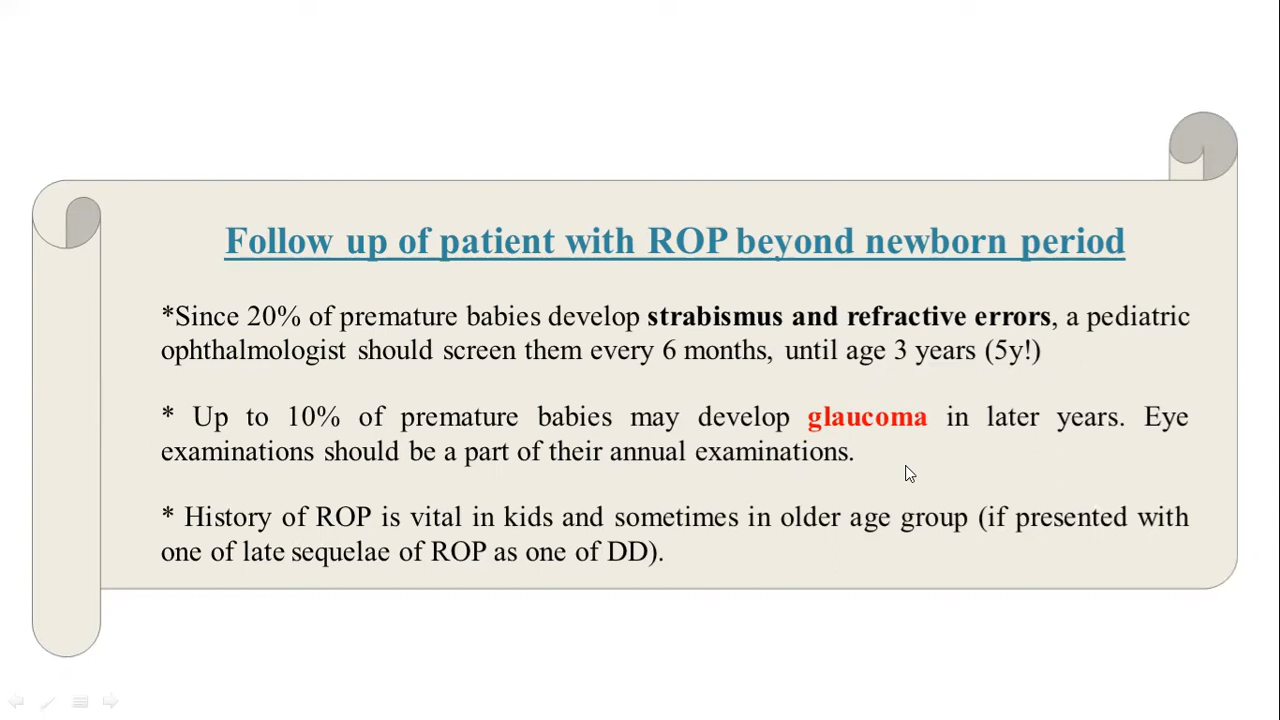 Follow up of patient with ROP beyond newborn period
*Since 20% of premature babies develop strabismus and refractive errors, a pediatric
ophthalmologist should screen them every 6 months, until age 3 years (5y!)
* Up to 10% of premature babies may develop glaucoma in later years. Eye
examinations should be a part of their annual examinations.
* History of ROP is vital in kids and sometimes in older age group (if presented with
one of late sequelae of ROP as one of DD).